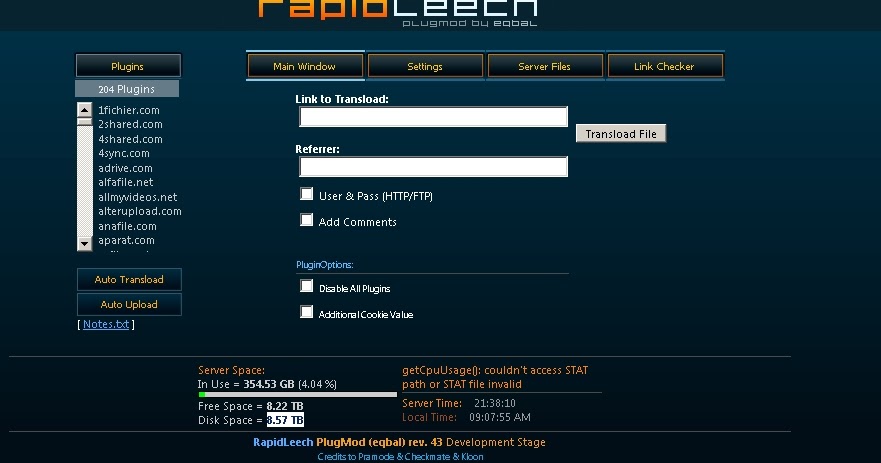 RapidLeech
plugmod by eqbal
Plugins
204 Plugins
1fichier.com
2shared.com
4shared.com
4sync.com
adrive.com
alfafile.net
allmyvideos.net
alterupload.com
anafile.com
aparat.com
Auto Transload
Auto Upload
[ Notes.txt ]
Main Window
Settings
Server Files
Link Checker
Link to Transload:
Transload File
Referrer:
User & Pass (HTTP/FTP)
Add Comments
PluginOptions:
Disable All Plugins
Additional Cookie Value
Server Space:
In Use = 354.53 GB (4.04 %)
Free Space = 8.22 TB
Disk Space = 8.57 TB
getCpuUsage(): couldn't access STAT
path or STAT file invalid
Server Time: 21:38:10
Local Time: 09:07:55 AM
RapidLeech PlugMod (eqbal) rev. 43 Development Stage
Credits to Pramode & Checkmate & Kloon